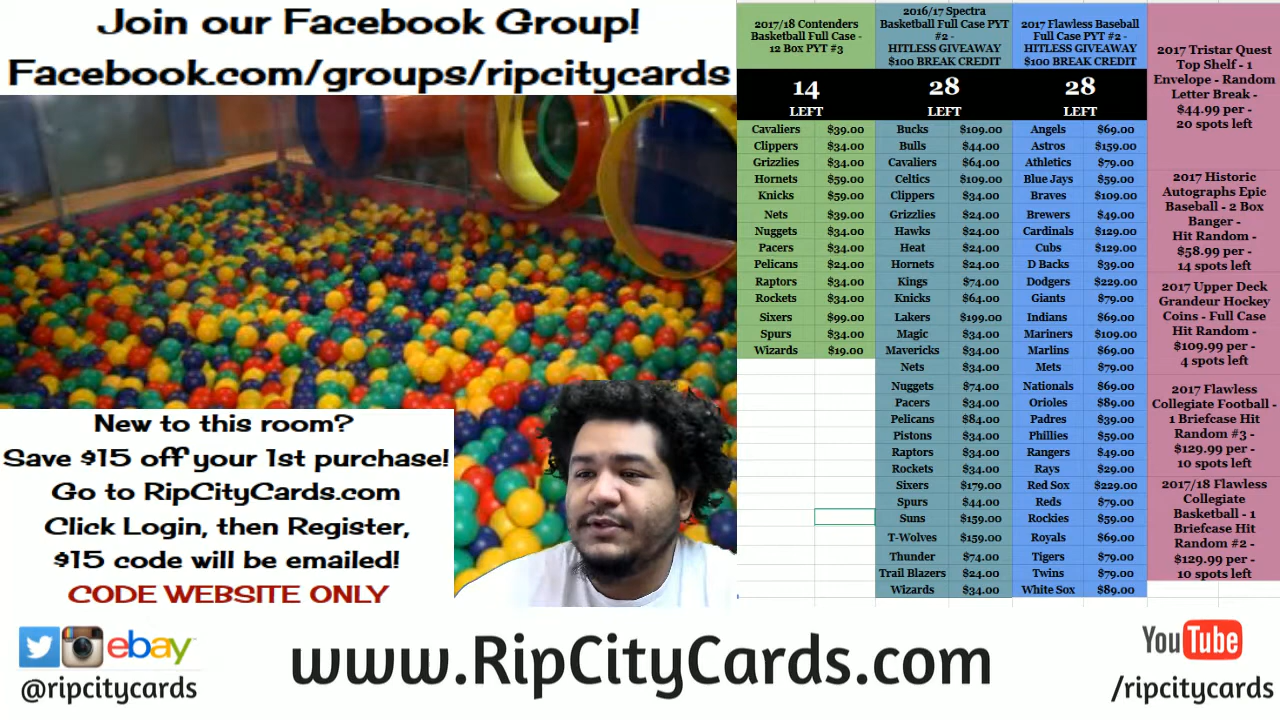 Join our Facebook Group!
Facebook.com/groups/ripcitycards
New to this room?
Save $15 off your 1st purchase!
Go to RipCityCards.com
Click Login, then Register,
$15 code will be emailed!
CODE WEBSITE ONLY
2017/18 Contenders
Basketball Full Case -
12 Box PYT #3
14
LEFT
Cavaliers $39.00
Clippers $34.00
Grizzlies $34.00
Hornets $59.00
Knicks $59.00
Nets $39.00
Nuggets $34.00
Pacers $34.00
Pelicans $24.00
Raptors $34.00
Rockets $34.00
Sixers $99.00
Spurs $34.00
Wizards $19.00
2016/17 Spectra
Basketball Full Case PYT
#2 -
HITLESS GIVEAWAY
$100 BREAK CREDIT
28
LEFT
Bucks $109.00
Bulls $44.00
Cavaliers $64.00
Celtics $109.00
Clippers $34.00
Grizzlies $24.00
Hawks $24.00
Heat $24.00
Hornets $24.00
Kings $74.00
Knicks $64.00
Lakers $199.00
Magic $34.00
Mavericks $34.00
Nets $34.00
Nuggets $74.00
Pacers $34.00
Pelicans $84.00
Pistons $34.00
Raptors $34.00
Rockets $34.00
Sixers $179.00
Spurs $44.00
Suns $159.00
T-Wolves $159.00
Thunder $74.00
Trail Blazers $24.00
Wizards $34.00
2017 Flawless Baseball
Full Case PYT #2 -
HITLESS GIVEAWAY
$100 BREAK CREDIT
28
LEFT
Angels $69.00
Astros $159.00
Athletics $79.00
Blue Jays $59.00
Braves $109.00
Brewers $49.00
Cardinals $129.00
Cubs $129.00
D Backs $39.00
Dodgers $229.00
Giants $79.00
Indians $69.00
Mariners $109.00
Marlins $69.00
Mets $79.00
Nationals $69.00
Orioles $89.00
Padres $39.00
Phillies $59.00
Rangers $49.00
Rays $29.00
Red Sox $229.00
Reds $79.00
Rockies $59.00
Royals $69.00
Tigers $79.00
Twins $79.00
White Sox $89.00
2017 Tristar Quest
Top Shelf - 1
Envelope - Random
Letter Break -
$44.99 per -
20 spots left
2017 Historic
Autographs Epic
Baseball - 2 Box
Banger -
Hit Random -
$58.99 per -
14 spots left
2017 Upper Deck
Grandeur Hockey
Coins - Full Case
Hit Random -
$109.99 per -
4 spots left
2017 Flawless
Collegiate Football -
1 Briefcase Hit
Random #3 -
$129.99 per -
10 spots left
2017/18 Flawless
Collegiate
Basketball - 1
Briefcase Hit
Random #2 -
$129.99 per -
10 spots left
ebay
@ripcitycards
www.RipCityCards.com
YouTube
/ripcitycards